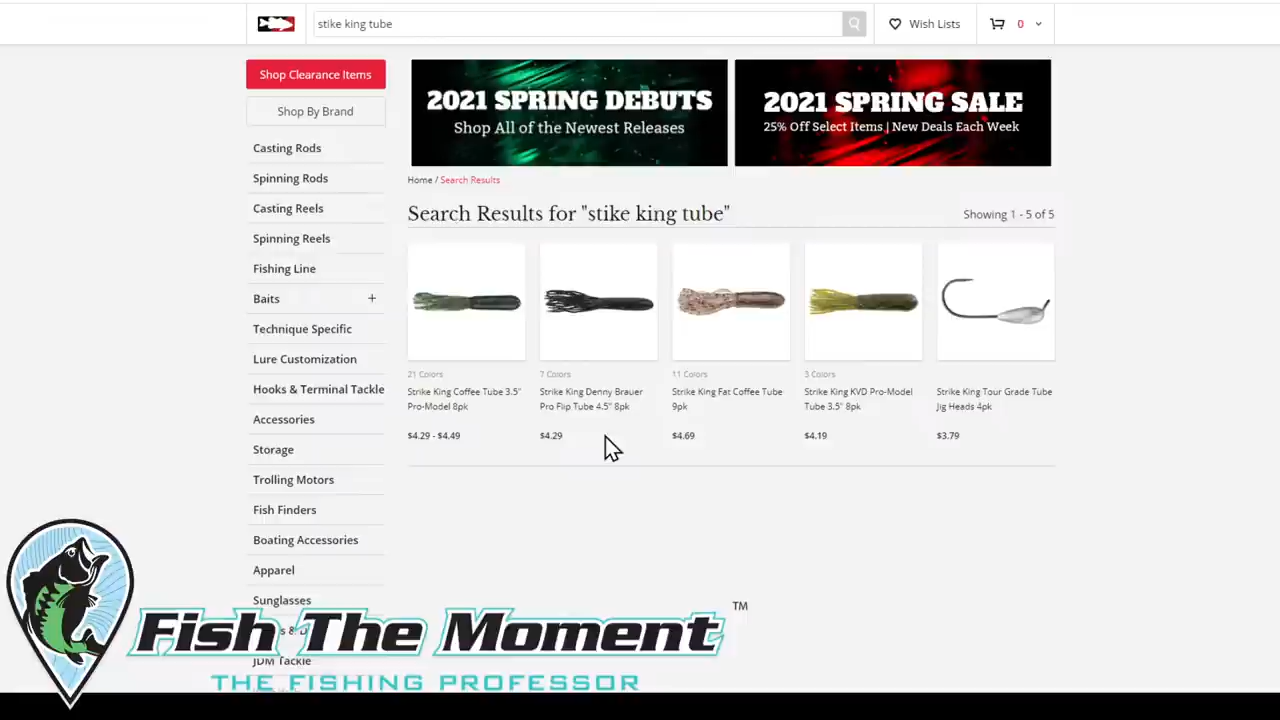 stike king tube
Wish Lists
0
Shop Clearance Items
Shop By Brand
Casting Rods
Spinning Rods
Casting Reels
Spinning Reels
Fishing Line
Baits +
Technique Specific
Lure Customization
Hooks & Terminal Tackle
Accessories
Storage
Trolling Motors
Fish Finders
Boating Accessories
Apparel
Sunglasses
JDM Tackle
2021 SPRING DEBUTS
Shop All of the Newest Releases
2021 SPRING SALE
25% Off Select Items | New Deals Each Week
Home / Search Results
Search Results for "stike king tube"
Showing 1 - 5 of 5
21 Colors
Strike King Coffee Tube 3.5"
Pro-Model 8pk
$4.29 - $4.49
7 Colors
Strike King Denny Brauer
Pro Flip Tube 4.5" 8pk
$4.29
11 Colors
Strike King Fat Coffee Tube
9pk
$4.69
3 Colors
Strike King KVD Pro-Model
Tube 3.5" 8pk
$4.19
Strike King Tour Grade Tube
Jig Heads 4pk
$3.79
Fish The Moment TM
THE FISHING PROFESSOR